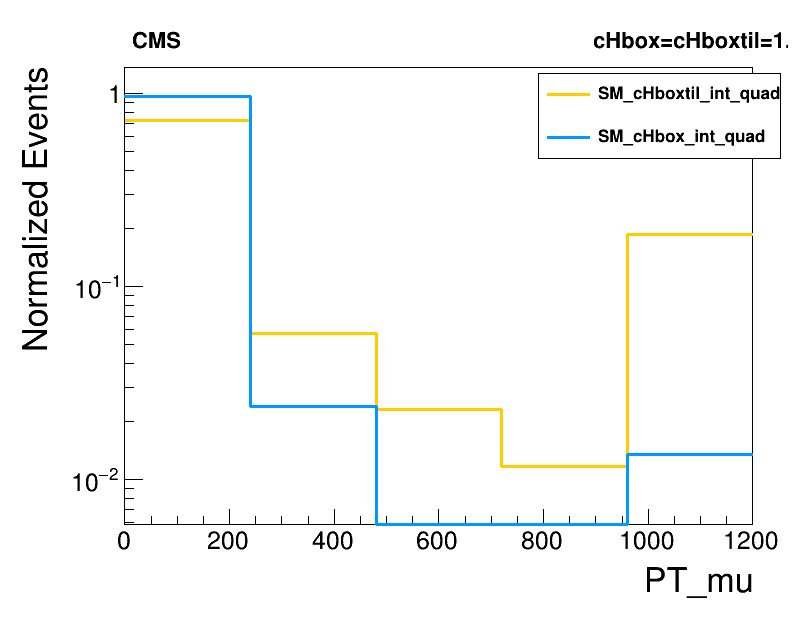 CMS
cHbox=cHboxtil=1.
SM_cHboxtil_int_quad
SM_cHbox_int_quad
Normalized Events
1
10⁻¹
10⁻²
0 200 400 600 800 1000 1200
PT_mu